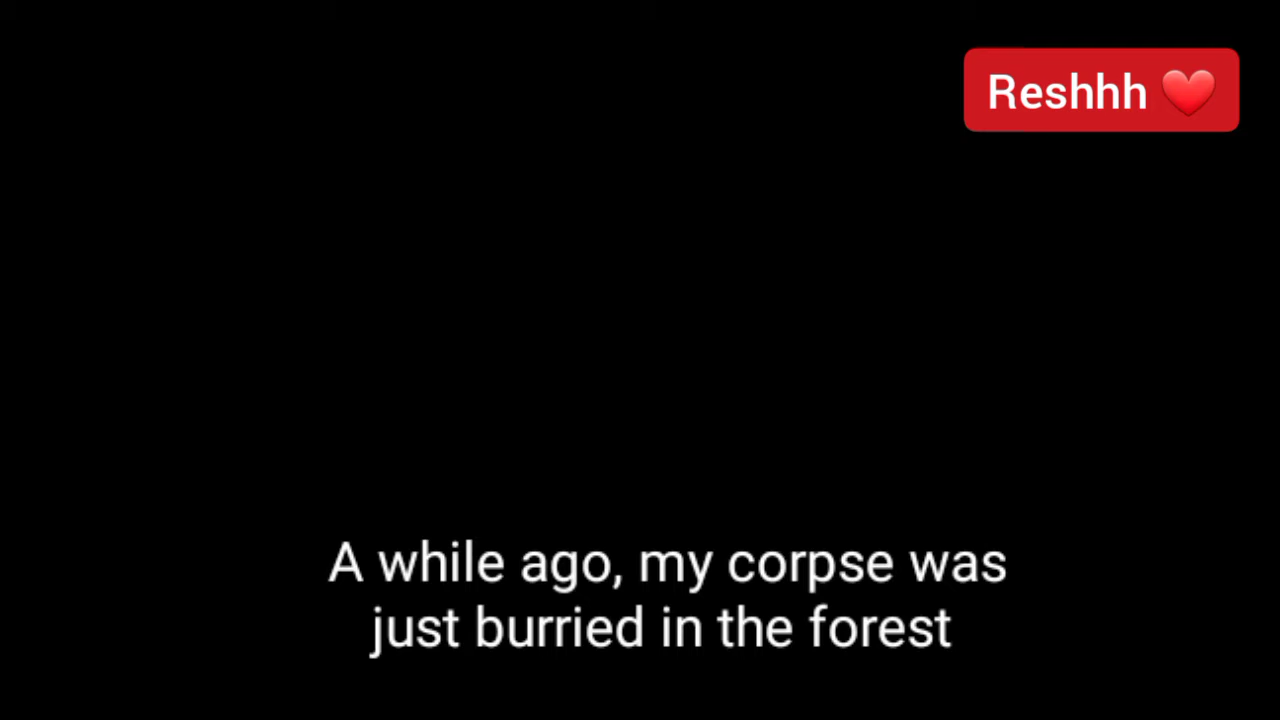 Reshhh ❤️
A while ago, my corpse was
just burried in the forest